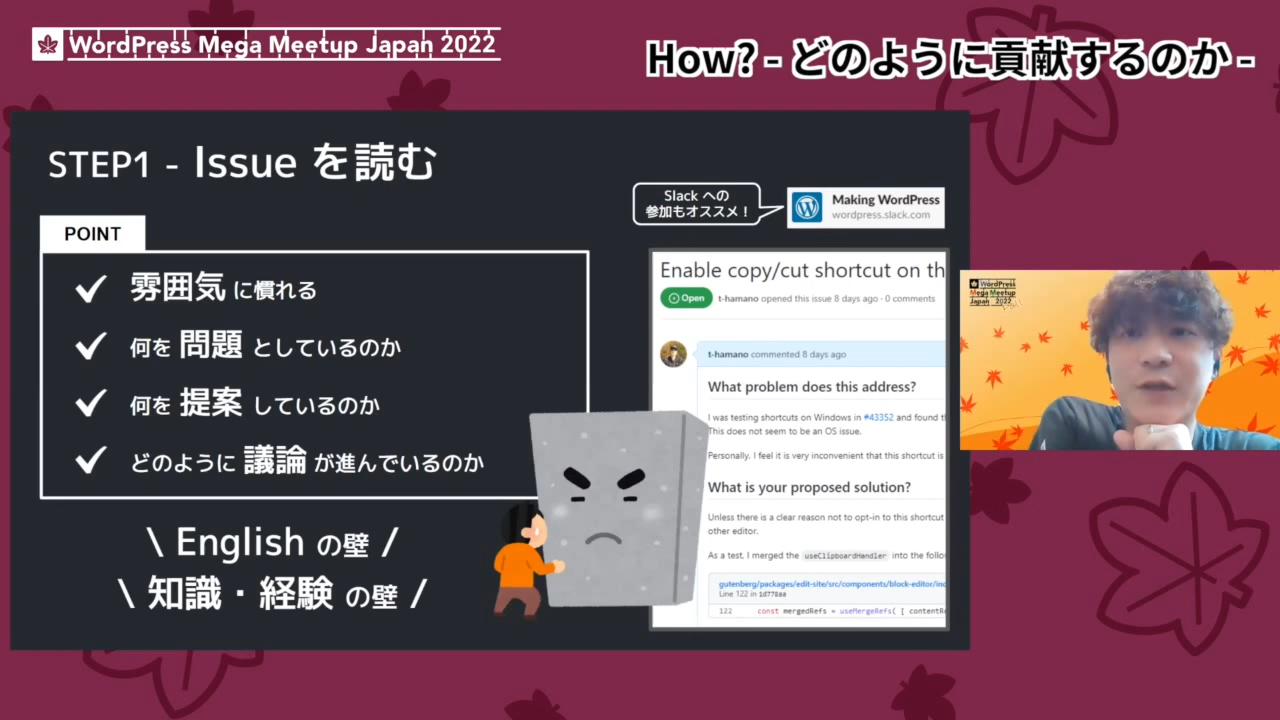 WordPress Mega Meetup Japan 2022
How? - どのように貢献するのか -
STEP1 - Issue を読む
Slack への
参加もオススメ！
Making WordPress
wordpress.slack.com
POINT
雰囲気 に慣れる
何を 問題 としているのか
何を 提案 しているのか
どのように 議論 が進んでいるのか
\ English の壁 /
\ 知識・経験 の壁 /
Enable copy/cut shortcut on th
Open
t-hamano opened this issue 8 days ago · 0 comments
t-hamano commented 8 days ago
What problem does this address?
I was testing shortcuts on Windows in #43352 and found t
This does not seem to be an OS issue.
Personally, I feel it is very inconvenient that this shortcut is
What is your proposed solution?
Unless there is a clear reason not to opt-in to this shortcut
other editor.
As a test, I merged the useClipboardHandler into the follo
gutenberg/packages/edit-site/src/components/block-editor/in
Line 122 in 1d778aa
122 const mergedRefs = useMergeRefs( [ contentR
WordPress
Mega Meetup
Japan 2022